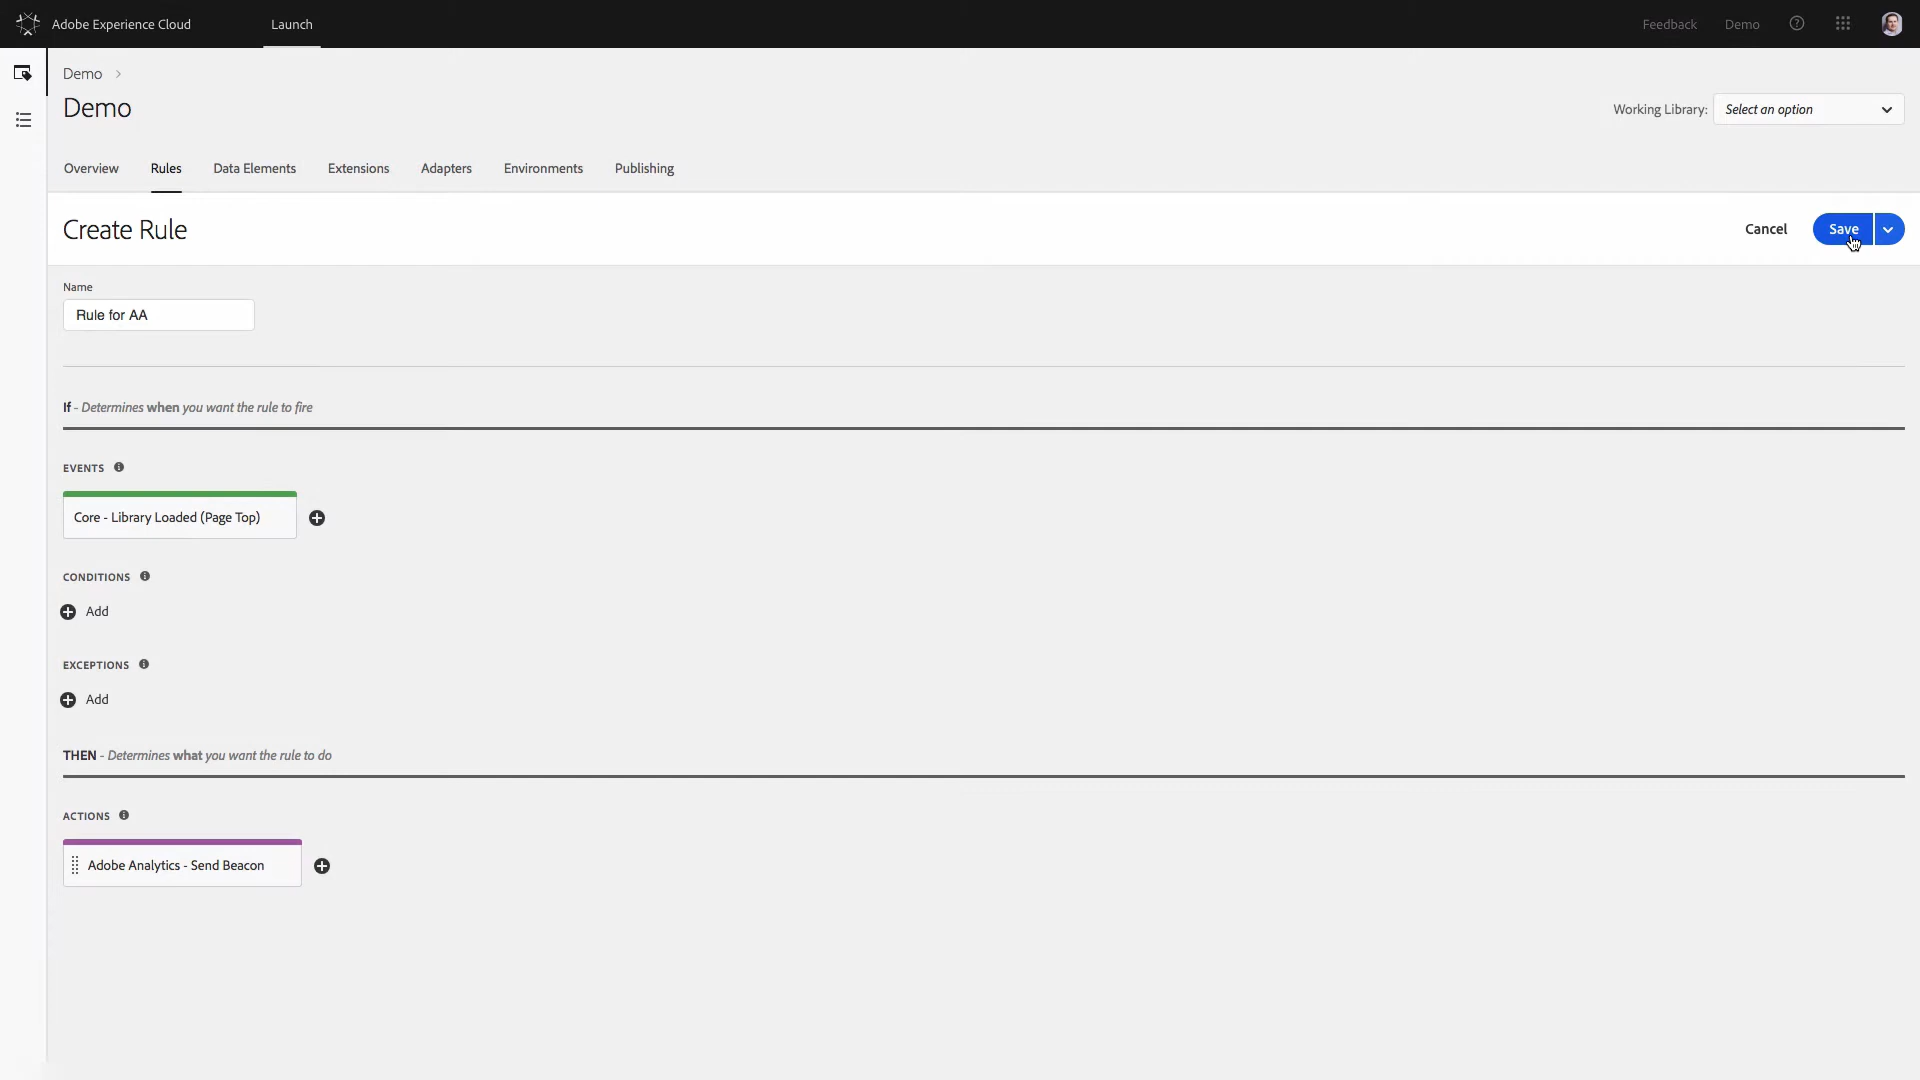 Adobe Experience Cloud
Launch
Feedback
Demo
Demo
Demo
Working Library: Select an option
Overview
Rules
Data Elements
Extensions
Adapters
Environments
Publishing
Create Rule
Cancel
Save
Name
Rule for AA
If - Determines when you want the rule to fire
EVENTS
Core - Library Loaded (Page Top)
CONDITIONS
Add
EXCEPTIONS
Add
THEN - Determines what you want the rule to do
ACTIONS
Adobe Analytics - Send Beacon